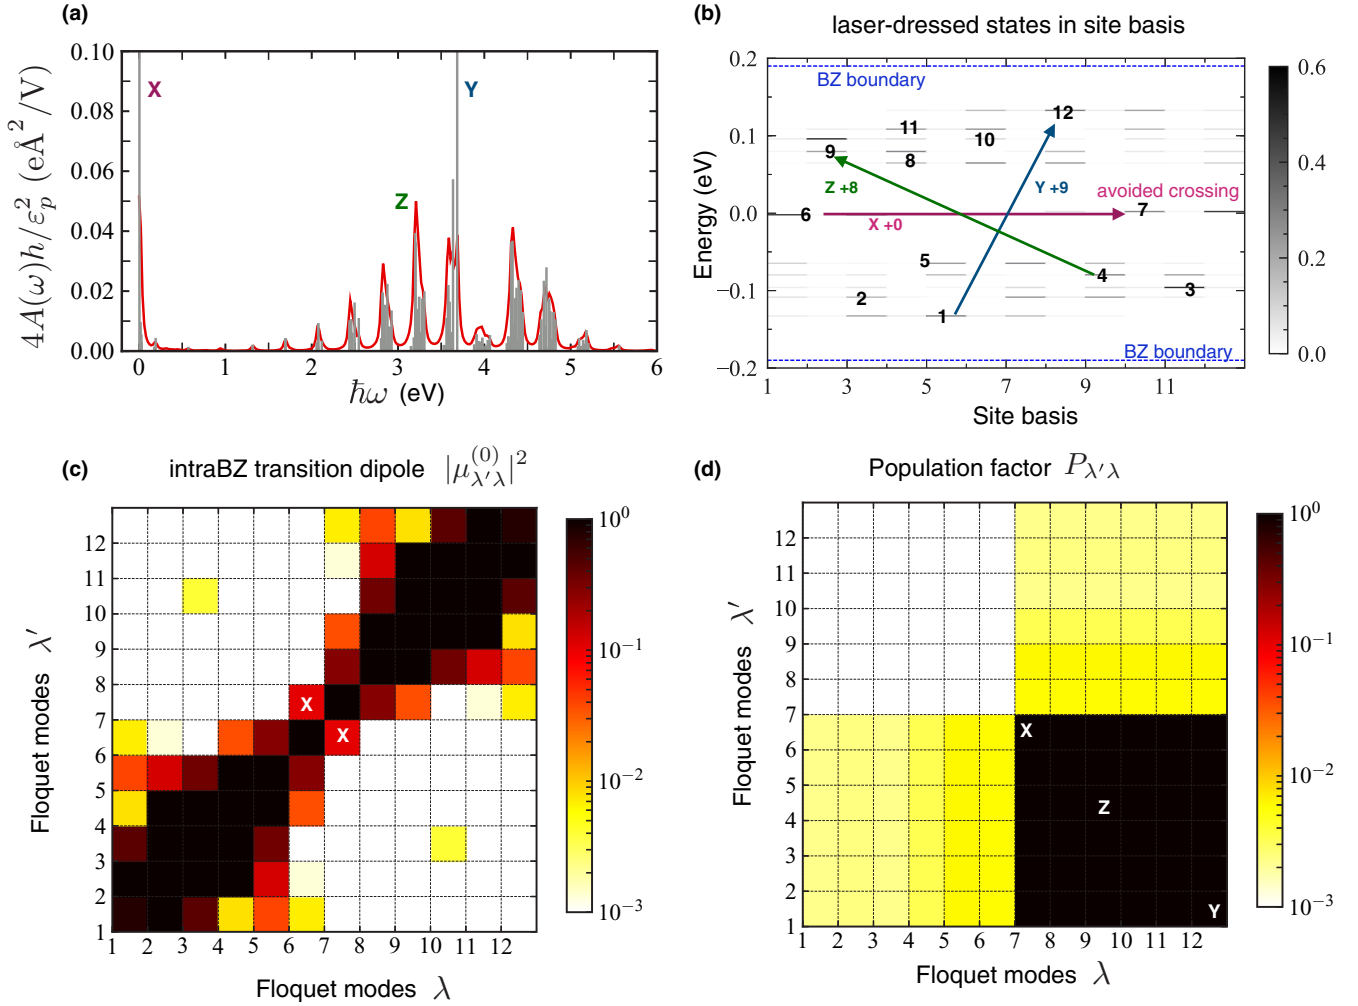 (a)
4A(ω)h/ε_p^2 (eÅ^2/V)
0.10
0.08
0.06
0.04
0.02
0.00
X
Y
Z
0 1 2 3 4 5 6
ħω (eV)
(b)
laser-dressed states in site basis
Energy (eV)
0.2
0.1
0.0
−0.1
−0.2
BZ boundary
12
11
10
9
8
Z +8
Y +9
avoided crossing
6
7
X +0
5
4
3
2
1
BZ boundary
1 3 5 7 9 11
Site basis
0.6
0.4
0.2
0.0
(c)
intraBZ transition dipole |μ_{λ′λ}^{(0)}|^2
Floquet modes λ′
12
11
10
9
8
7
6
5
4
3
2
1
X
X
1 2 3 4 5 6 7 8 9 10 11 12
Floquet modes λ
10^0
10^{−1}
10^{−2}
10^{−3}
(d)
Population factor P_{λ′λ}
Floquet modes λ′
12
11
10
9
8
7
6
5
4
3
2
1
X
Z
Y
1 2 3 4 5 6 7 8 9 10 11 12
Floquet modes λ
10^0
10^{−1}
10^{−2}
10^{−3}